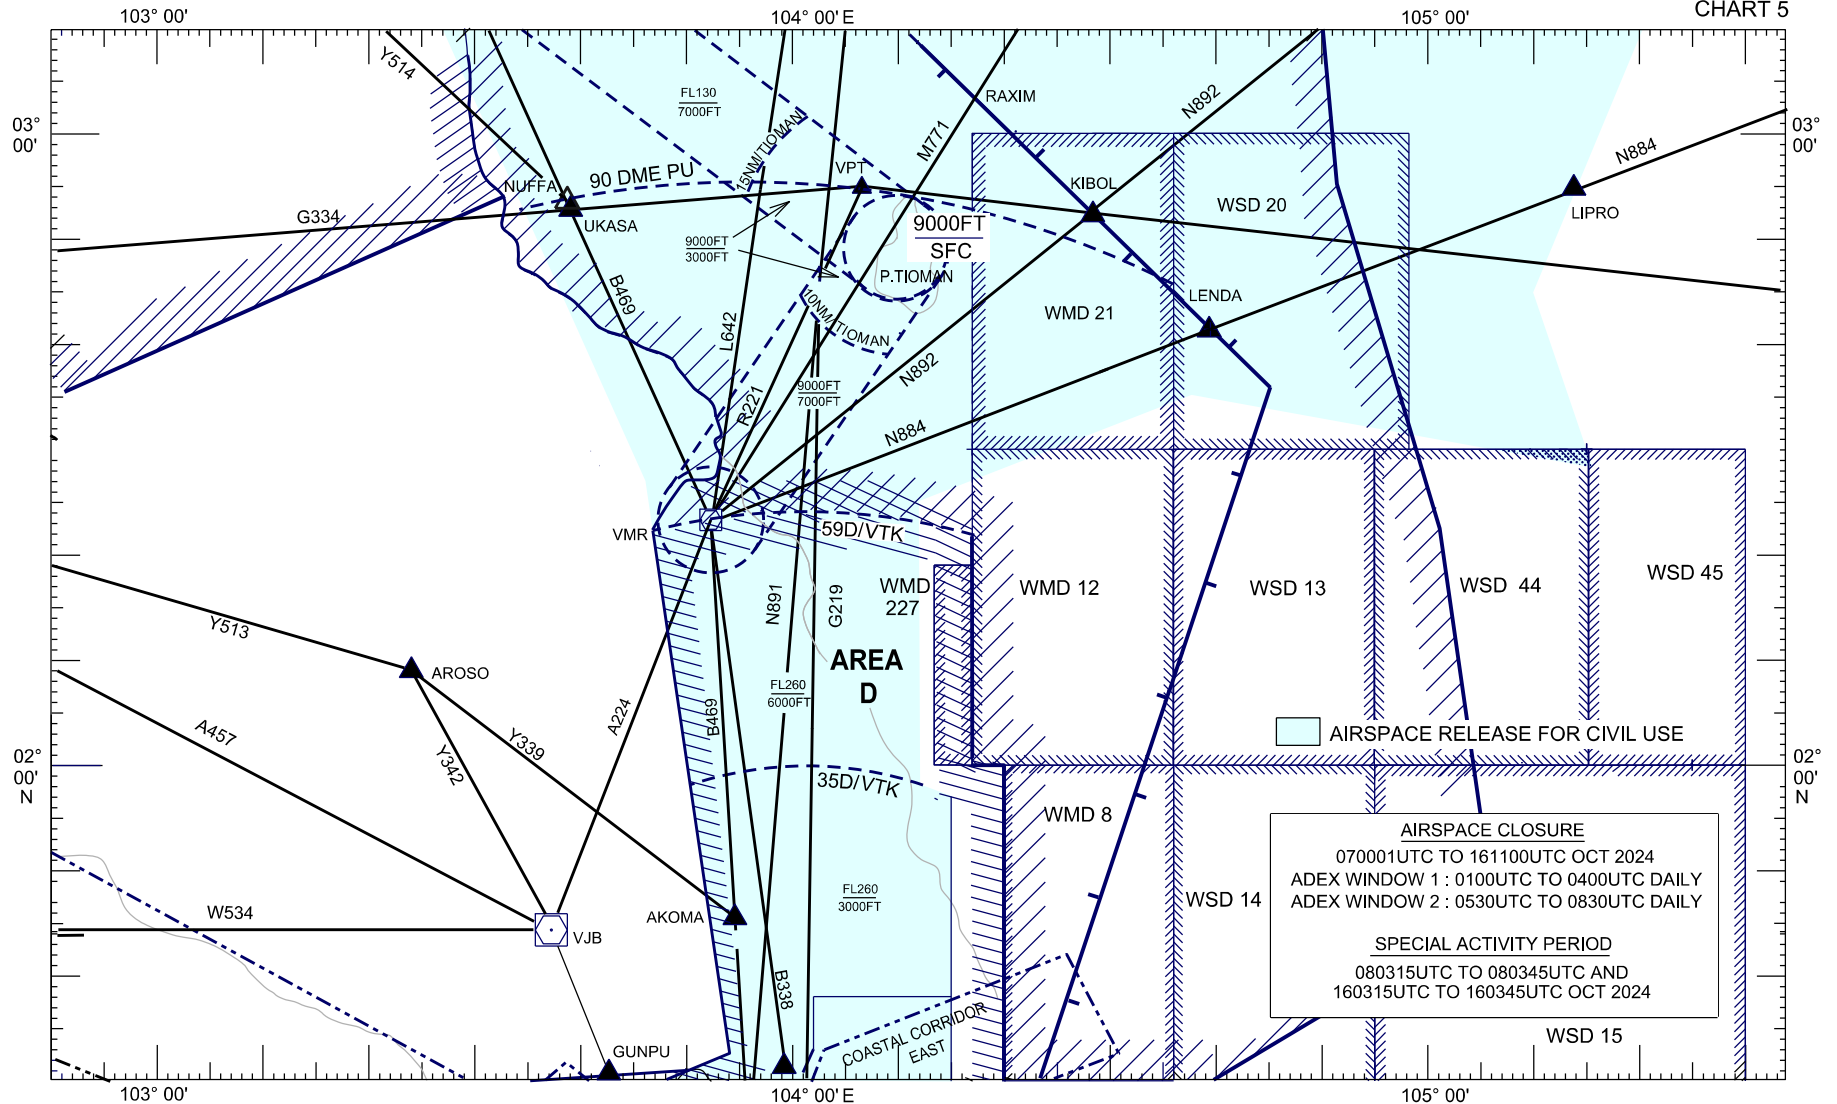 CHART 5
103° 00'
104° 00' E
105° 00'
Y514
FL130
7000FT
RAXIM
N892
03°
00'
03°
00'
15NM/TIOMAN
M771
N884
90 DME PU
VPT
NUFFA
KIBOL
G334
UKASA
WSD 20
LIPRO
9000FT
SFC
9000FT
3000FT
P.TIOMAN
B469
10NM/TIOMAN
LENDA
L642
WMD 21
N892
9000FT
7000FT
R221
N884
VMR
59D/VTK
WMD
227
WMD 12
WSD 13
WSD 44
WSD 45
N891
G219
Y513
AREA
D
AROSO
FL260
6000FT
A224
B469
A457
Y339
Y342
AIRSPACE RELEASE FOR CIVIL USE
02°
00'
N
02°
00'
N
35D/VTK
WMD 8
AIRSPACE CLOSURE
070001UTC TO 161100UTC OCT 2024
ADEX WINDOW 1 : 0100UTC TO 0400UTC DAILY
ADEX WINDOW 2 : 0530UTC TO 0830UTC DAILY
SPECIAL ACTIVITY PERIOD
080315UTC TO 080345UTC AND
160315UTC TO 160345UTC OCT 2024
FL260
3000FT
WSD 14
W534
AKOMA
VJB
B338
COASTAL CORRIDOR
EAST
GUNPU
WSD 15
103° 00'
104° 00' E
105° 00'